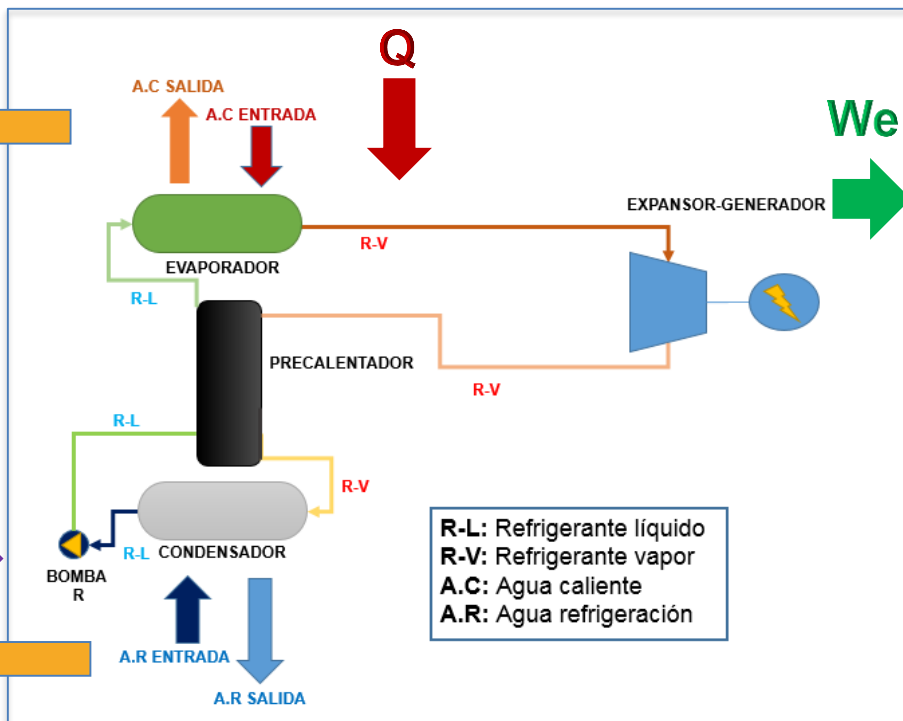 Q
A.C SALIDA
A.C ENTRADA
We
EXPANSOR-GENERADOR
R-V
EVAPORADOR
R-L
PRECALENTADOR
R-V
R-L
R-V
R-L
CONDENSADOR
BOMBA
R
R-L: Refrigerante líquido
R-V: Refrigerante vapor
A.C: Agua caliente
A.R: Agua refrigeración
A.R ENTRADA
A.R SALIDA